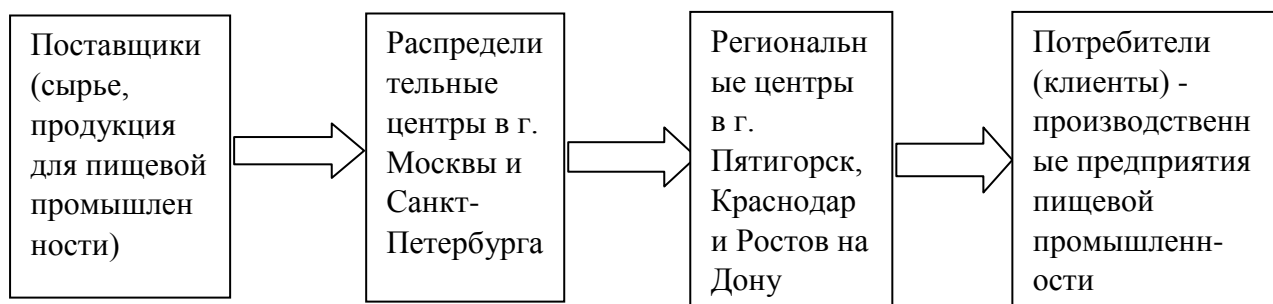 Поставщики
(сырье,
продукция
для пищевой
промышлен
ности)
Распредели
тельные
центры в г.
Москвы и
Санкт-
Петербурга
Региональн
ые центры
в г.
Пятигорск,
Краснодар
и Ростов на
Дону
Потребители
(клиенты) -
производственн
ые предприятия
пищевой
промышленн-
ости